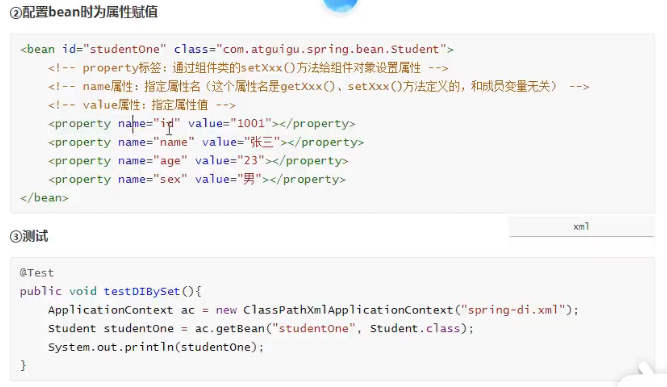 ②配置bean时为属性赋值
<bean id="studentOne" class="com.atguigu.spring.bean.Student">
<!-- property标签：通过组件类的setXxx()方法给组件对象设置属性 -->
<!-- name属性：指定属性名（这个属性名是getXxx()、setXxx()方法定义的，和成员变量无关） -->
<!-- value属性：指定属性值 -->
<property name="id" value="1001"></property>
<property name="name" value="张三"></property>
<property name="age" value="23"></property>
<property name="sex" value="男"></property>
</bean>
xml
③测试
@Test
public void testDIBySet(){
ApplicationContext ac = new ClassPathXmlApplicationContext("spring-di.xml");
Student studentOne = ac.getBean("studentOne", Student.class);
System.out.println(studentOne);
}